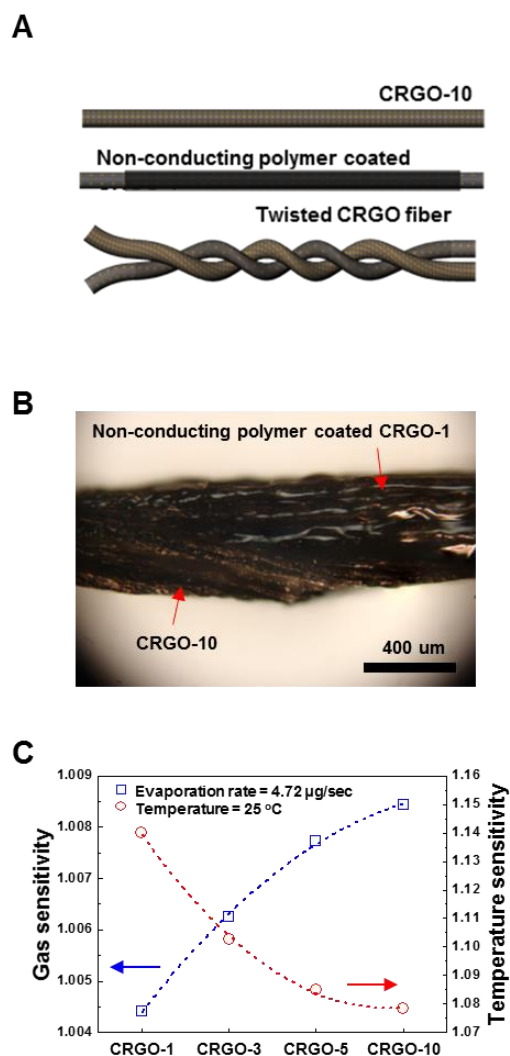 A
CRGO-10
Non-conducting polymer coated
Twisted CRGO fiber
B
Non-conducting polymer coated CRGO-1
CRGO-10
400 um
C
Evaporation rate = 4.72 µg/sec
Temperature = 25 °C
Gas sensitivity
1.009
1.008
1.007
1.006
1.005
1.004
Temperature sensitivity
1.16
1.15
1.14
1.13
1.12
1.11
1.10
1.09
1.08
1.07
CRGO-1 CRGO-3 CRGO-5 CRGO-10